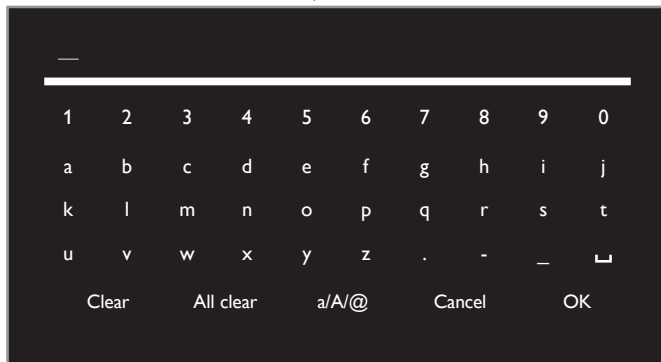 _
1 2 3 4 5 6 7 8 9 0
a b c d e f g h i j
k l m n o p q r s t
u v w x y z . - _ ␣
Clear All clear a/A/@ Cancel OK